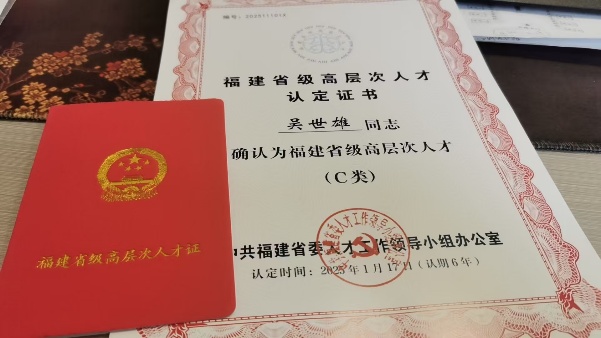 福建省级高层次人才
认定证书
吴世雄 同志
确认为福建省级高层次人才
(C类)
中共福建省委人才工作领导小组办公室
认定时间：2025年1月17日（认期6年）
福建省级高层次人才证